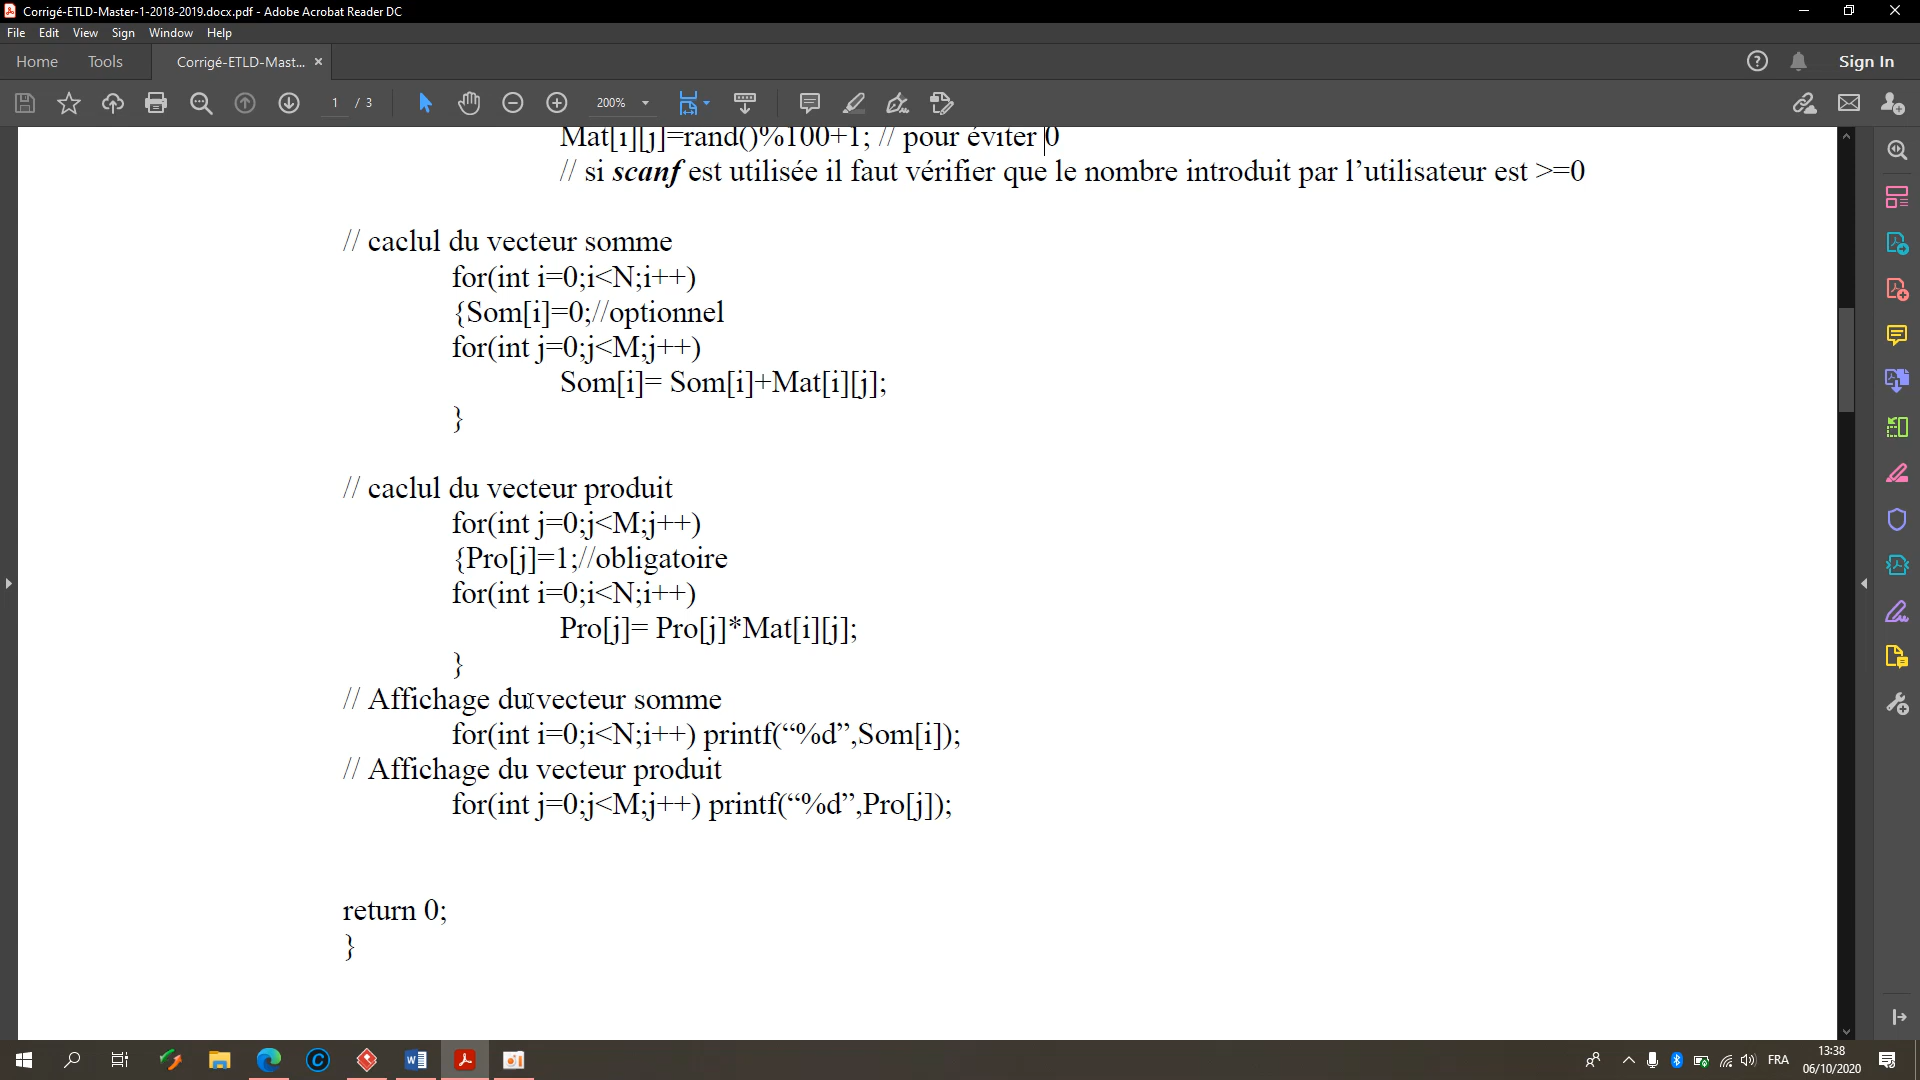 Corrigé-ETLD-Master-1-2018-2019.docx.pdf - Adobe Acrobat Reader DC
File Edit View Sign Window Help
Home Tools Corrigé-ETLD-Mast... × Sign In
1 / 3 200%
Mat[i][j]=rand()%100+1; // pour éviter 0
// si scanf est utilisée il faut vérifier que le nombre introduit par l’utilisateur est >=0
// caclul du vecteur somme
for(int i=0;i<N;i++)
{Som[i]=0;//optionnel
for(int j=0;j<M;j++)
Som[i]= Som[i]+Mat[i][j];
}
// caclul du vecteur produit
for(int j=0;j<M;j++)
{Pro[j]=1;//obligatoire
for(int i=0;i<N;i++)
Pro[j]= Pro[j]*Mat[i][j];
}
// Affichage du vecteur somme
for(int i=0;i<N;i++) printf(“%d”,Som[i]);
// Affichage du vecteur produit
for(int j=0;j<M;j++) printf(“%d”,Pro[j]);
return 0;
}
FRA
13:38
06/10/2020